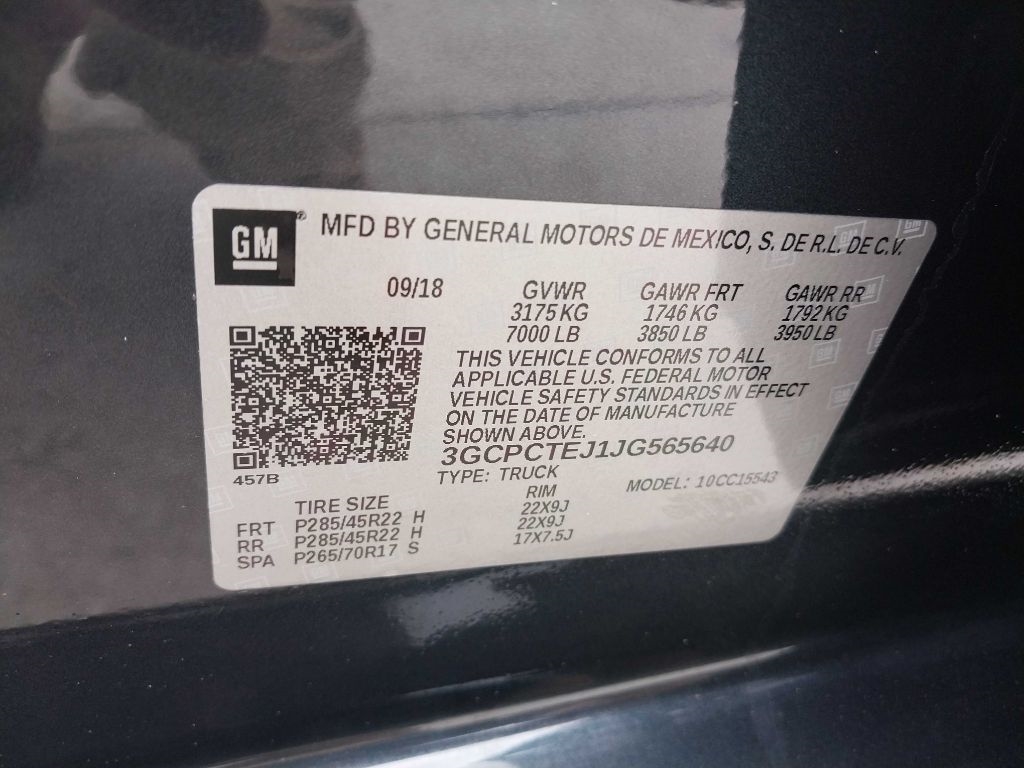 GM® MFD BY GENERAL MOTORS DE MEXICO, S. DE R.L. DE C.V.
09/18 GVWR GAWR FRT GAWR RR
3175 KG 1746 KG 1792 KG
7000 LB 3850 LB 3950 LB
THIS VEHICLE CONFORMS TO ALL
APPLICABLE U.S. FEDERAL MOTOR
VEHICLE SAFETY STANDARDS IN EFFECT
ON THE DATE OF MANUFACTURE
SHOWN ABOVE.
3GCPCTEJ1JG565640
457B TYPE: TRUCK MODEL: 10CC15543
TIRE SIZE RIM
FRT P285/45R22 H 22X9J
RR P285/45R22 H 22X9J
SPA P265/70R17 S 17X7.5J